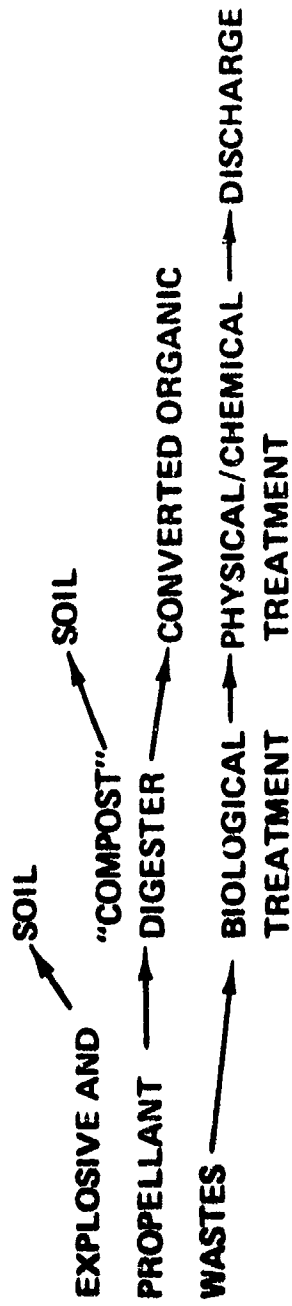 SOIL
SOIL
EXPLOSIVE AND
"COMPOST"
PROPELLANT
DIGESTER
CONVERTED ORGANIC
WASTES
BIOLOGICAL
TREATMENT
PHYSICAL/CHEMICAL
TREATMENT
DISCHARGE